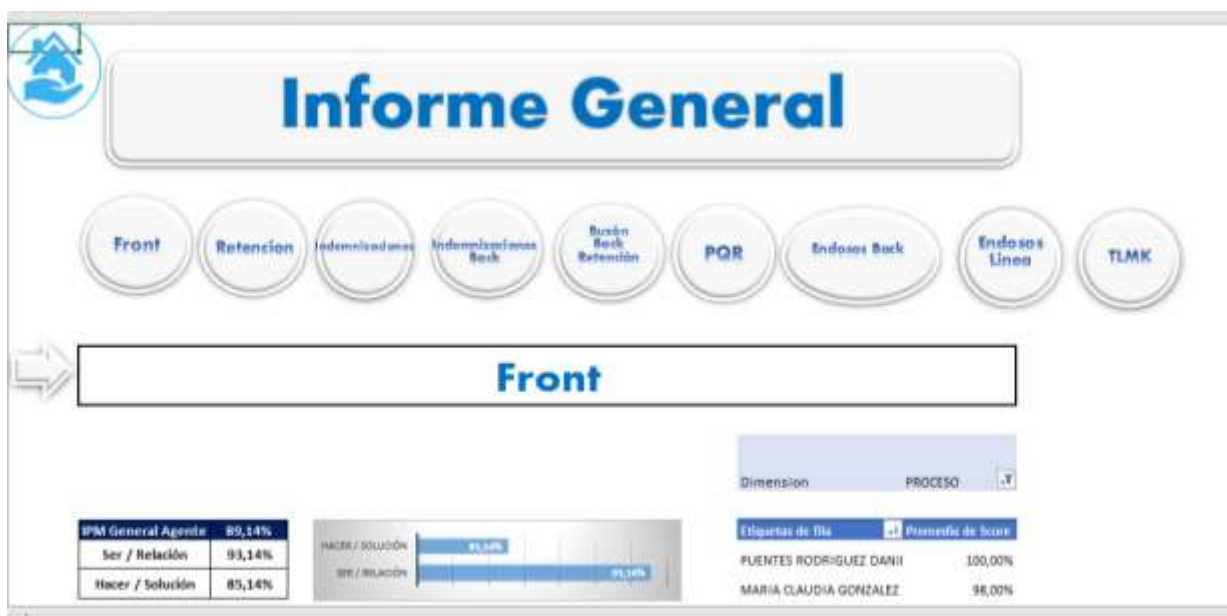 Informe General
Front
Retencion
Indemnizaciones
Indemnizacianes
Back
Buzón
Back
Retención
PQR
Endosos Back
Endosos
Linea
TLMK
Front
Dimension PROCESO
IPM General Agente 89,14%
Ser / Relación 93,14%
Hacer / Solución 85,14%
HACER / SOLUCIÓN 85,14%
SER / RELACIÓN 93,14%
Etiquetas de fila Promedio de Score
PUENTES RODRIGUEZ DANII 100,00%
MARIA CLAUDIA GONZALEZ 98,00%